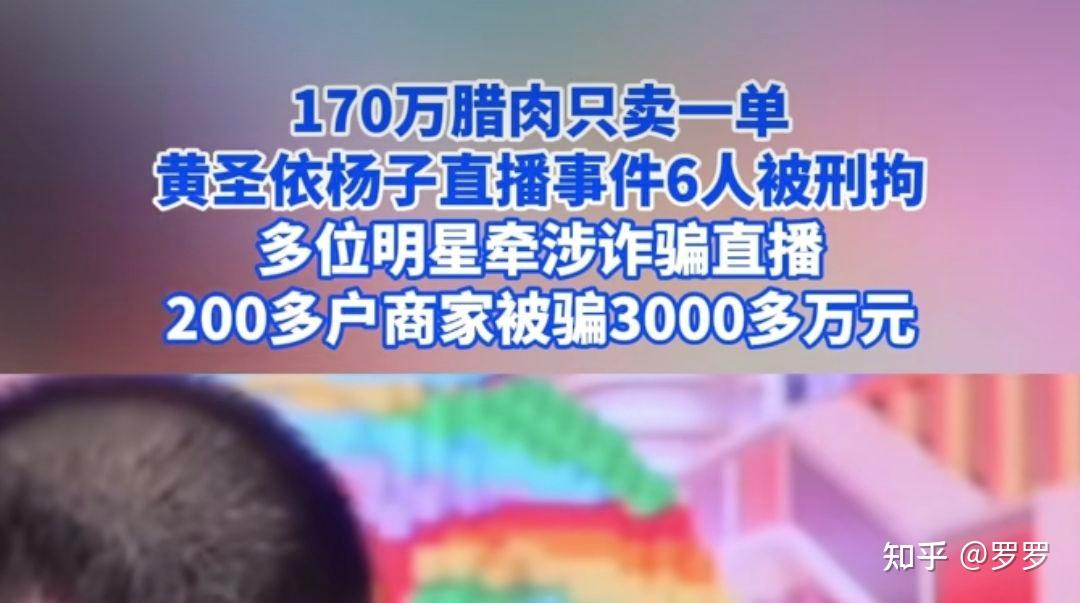 170万腊肉只卖一单
黄圣依杨子直播事件6人被刑拘
多位明星牵涉诈骗直播
200多户商家被骗3000多万元
知乎 @罗罗